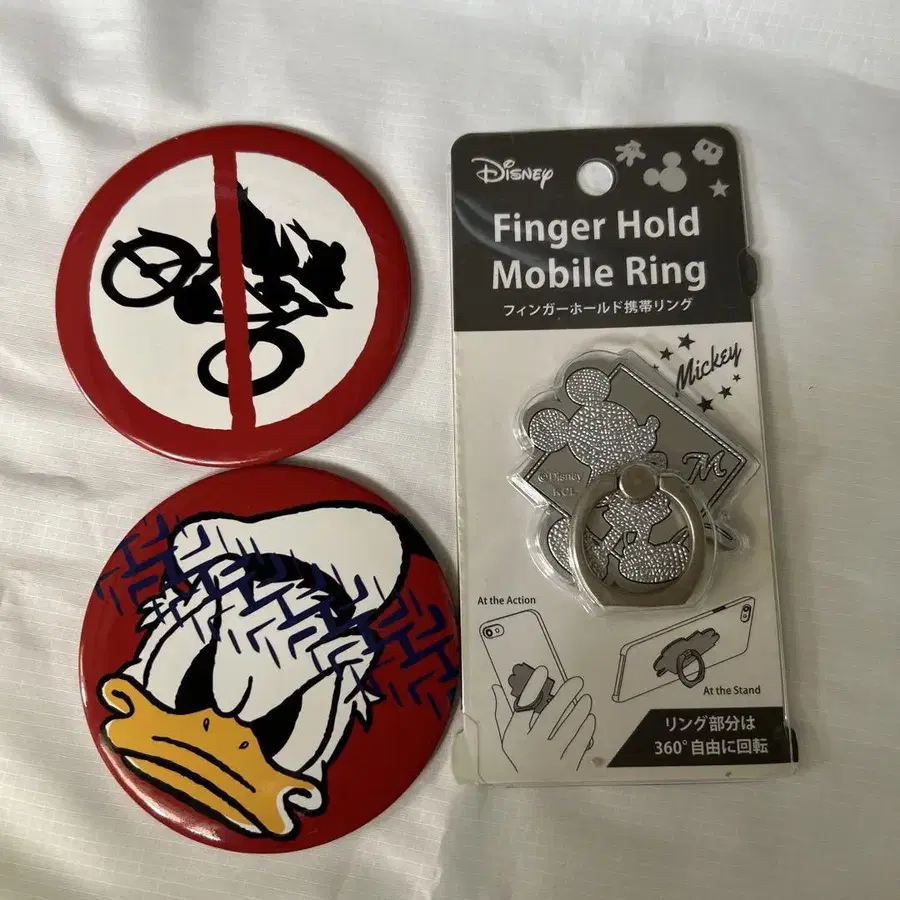 Disney
Finger Hold
Mobile Ring
フィンガーホールド携帯リング
Mickey
M
©Disney
At the Action
At the Stand
リング部分は
360°自由に回転